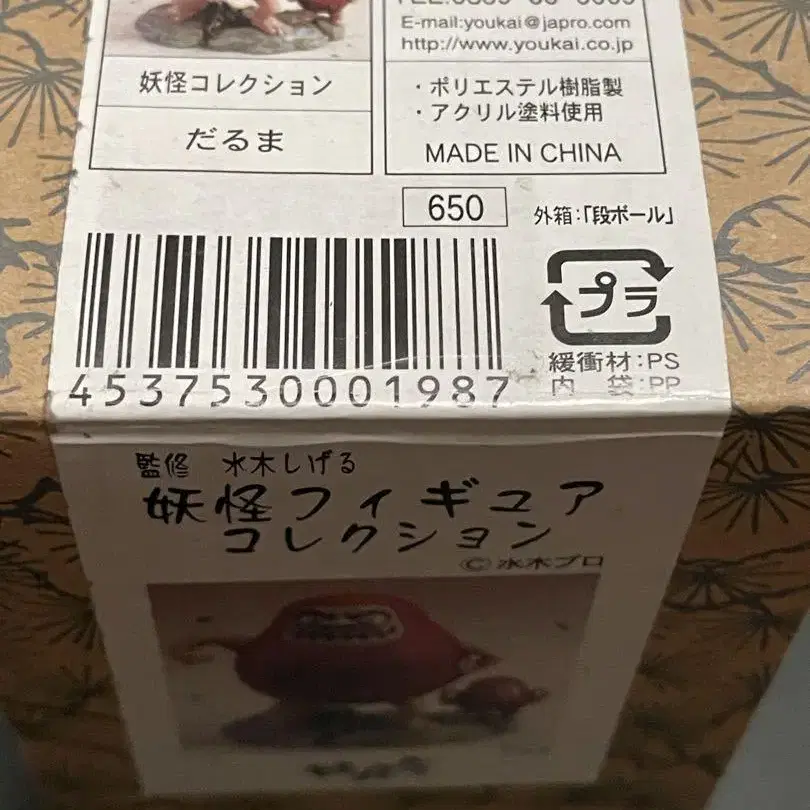 E-mail:youkai@japro.com
http://www.youkai.co.jp
妖怪コレクション
だるま
・ポリエステル樹脂製
・アクリル塗料使用
MADE IN CHINA
650
外箱:「段ボール」
プラ
緩衝材:PS
内 袋:PP
4537530001987
監修 水木しげる
妖怪フィギュア
コレクション
©水木プロ